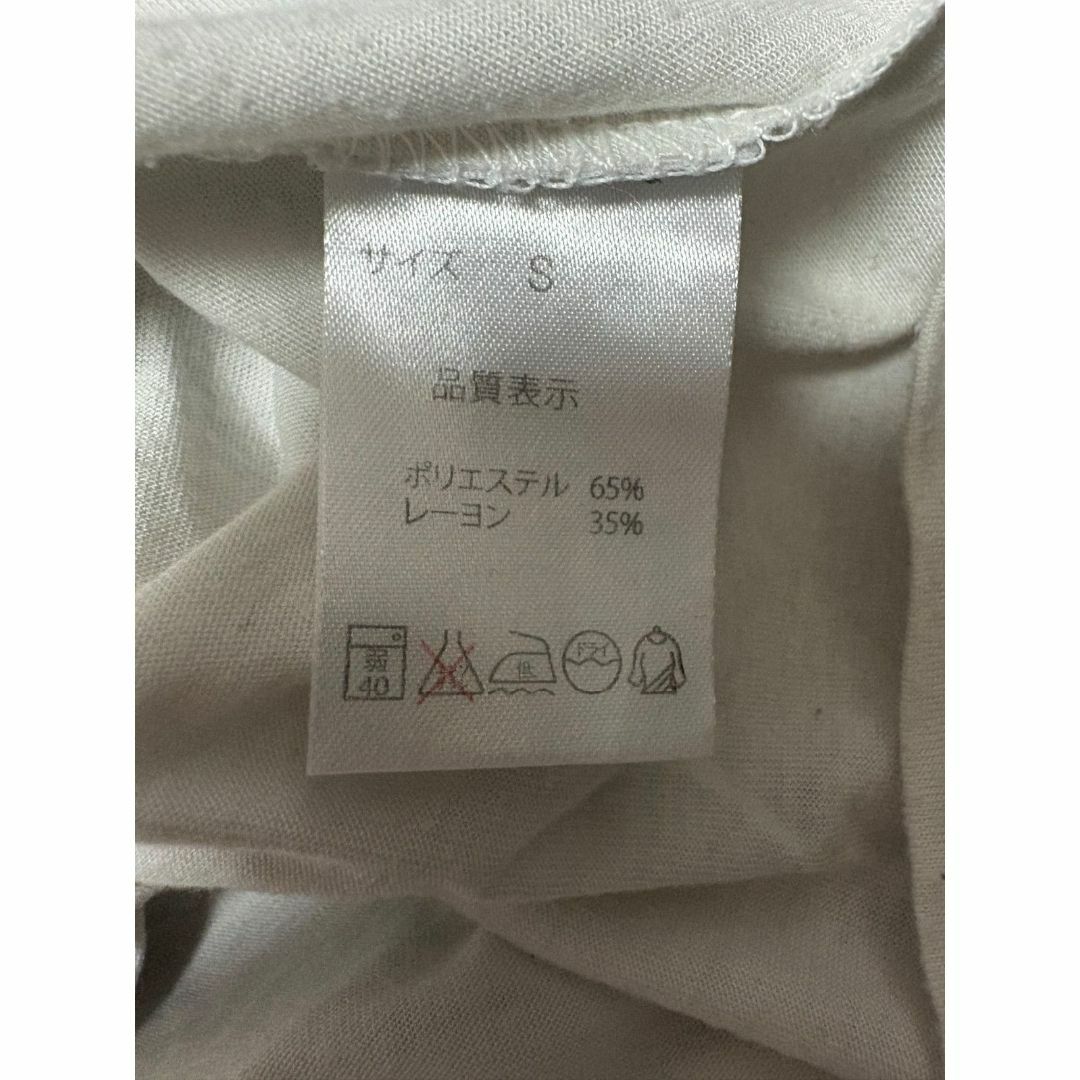 サイズ S
品質表示
ポリエステル 65%
レーヨン 35%
弱
40
低
ドライ